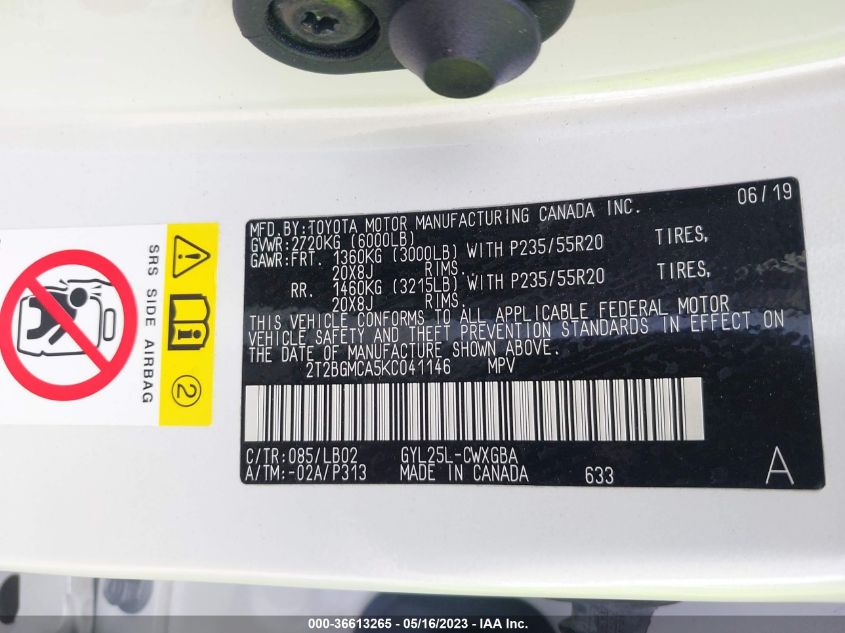 SRS SIDE AIRBAG
2
MFD.BY:TOYOTA MOTOR MANUFACTURING CANADA INC. 06/19
GVWR:2720KG (6000LB)
GAWR:FRT. 1360KG (3000LB) WITH P235/55R20 TIRES,
20X8J RIMS.
RR. 1460KG (3215LB) WITH P235/55R20 TIRES,
20X8J RIMS.
THIS VEHICLE CONFORMS TO ALL APPLICABLE FEDERAL MOTOR
VEHICLE SAFETY AND THEFT PREVENTION STANDARDS IN EFFECT ON
THE DATE OF MANUFACTURE SHOWN ABOVE.
2T2BGMCA5KC041146 MPV
C/TR:085/LB02 GYL25L-CWXGBA
A/TM:-02A/P313 MADE IN CANADA 633 A
000-36613265 - 05/16/2023 - IAA Inc.